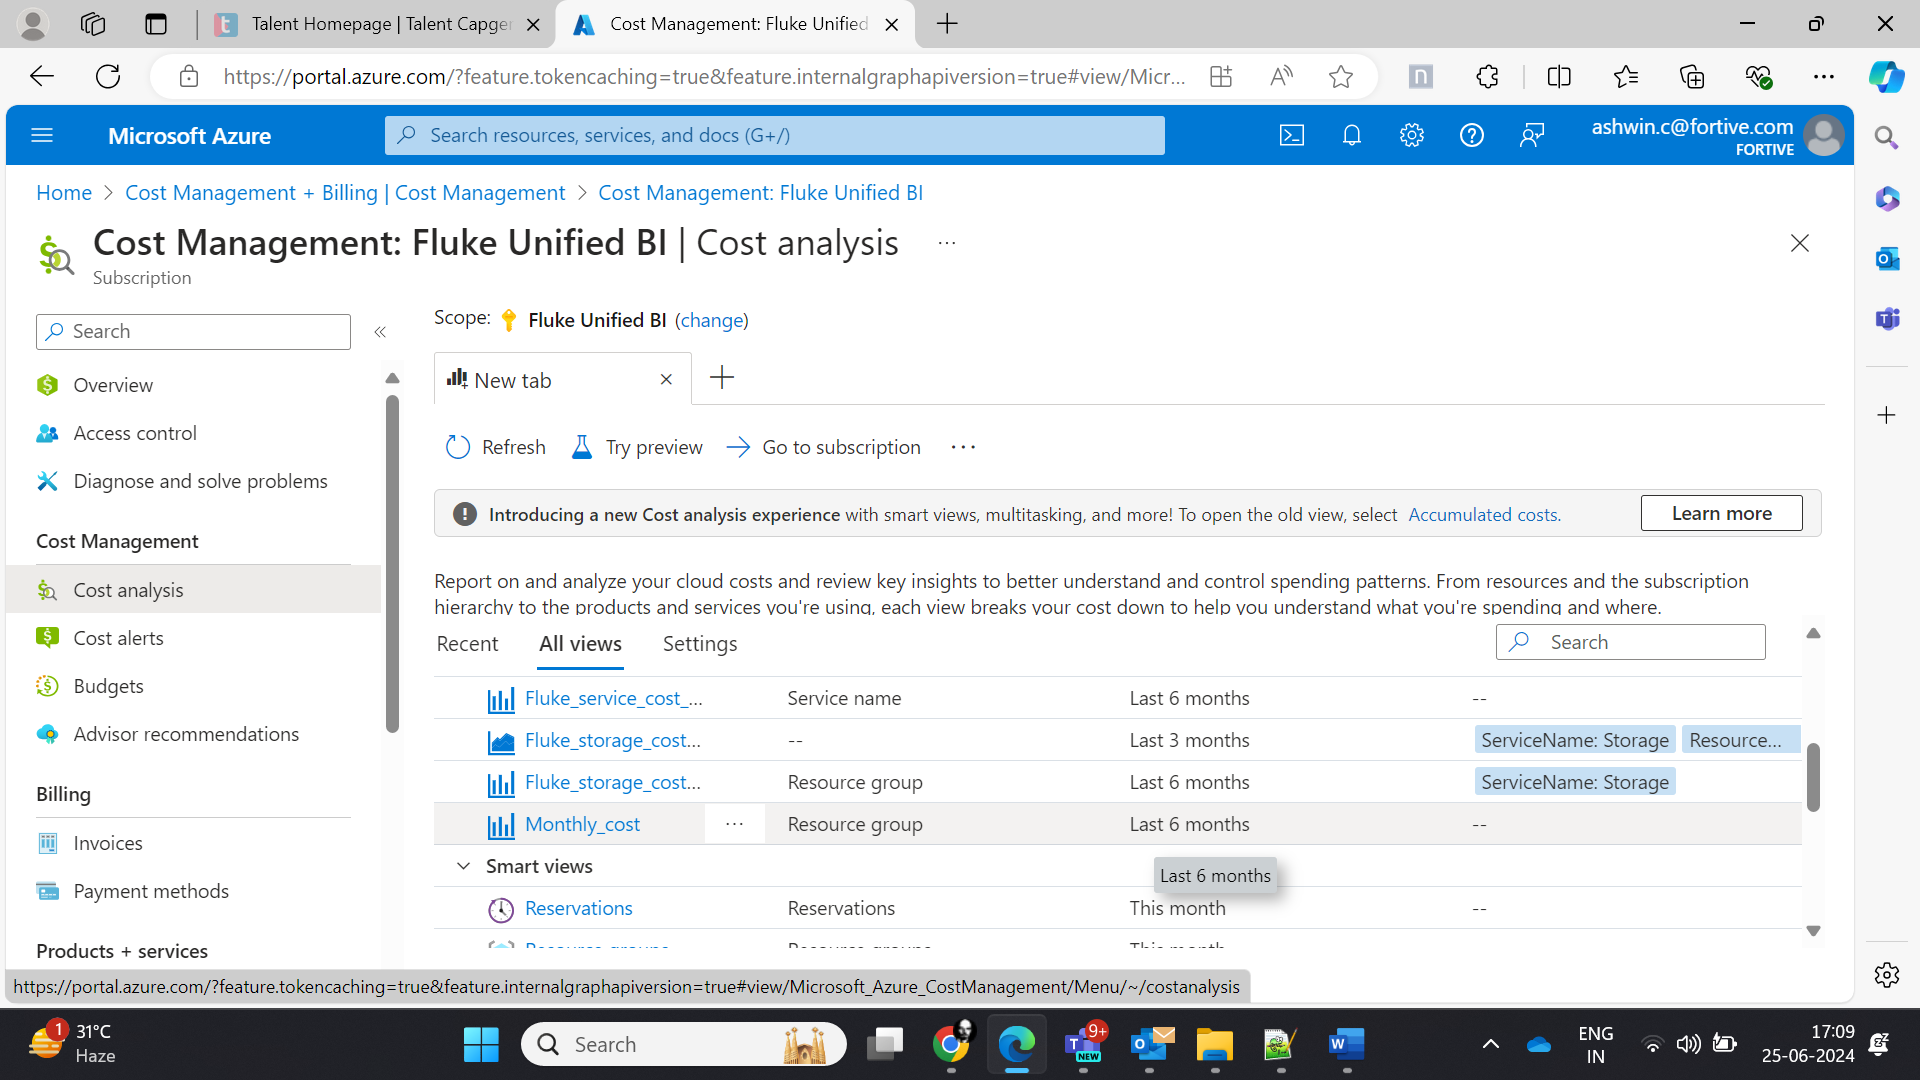 Talent Homepage | Talent Capger
Cost Management: Fluke Unified
https://portal.azure.com/?feature.tokencaching=true&feature.internalgraphapiversion=true#view/Micr...
Microsoft Azure
Search resources, services, and docs (G+/)
ashwin.c@fortive.com
FORTIVE
Home > Cost Management + Billing | Cost Management > Cost Management: Fluke Unified BI
Cost Management: Fluke Unified BI | Cost analysis ...
Subscription
Search
Overview
Access control
Diagnose and solve problems
Cost Management
Cost analysis
Cost alerts
Budgets
Advisor recommendations
Billing
Invoices
Payment methods
Products + services
Scope: Fluke Unified BI (change)
New tab
Refresh Try preview Go to subscription ...
Introducing a new Cost analysis experience with smart views, multitasking, and more! To open the old view, select Accumulated costs. Learn more
Report on and analyze your cloud costs and review key insights to better understand and control spending patterns. From resources and the subscription
hierarchy to the products and services you're using, each view breaks your cost down to help you understand what you're spending and where.
Recent All views Settings Search
Fluke_service_cost_... Service name Last 6 months --
Fluke_storage_cost... -- Last 3 months ServiceName: Storage Resource...
Fluke_storage_cost... Resource group Last 6 months ServiceName: Storage
Monthly_cost ... Resource group Last 6 months --
Smart views
Last 6 months
Reservations Reservations This month --
Resource groups Resource groups This month
https://portal.azure.com/?feature.tokencaching=true&feature.internalgraphapiversion=true#view/Microsoft_Azure_CostManagement/Menu/~/costanalysis
1
31°C
Haze
Search
9+
NEW
ENG
IN
17:09
25-06-2024